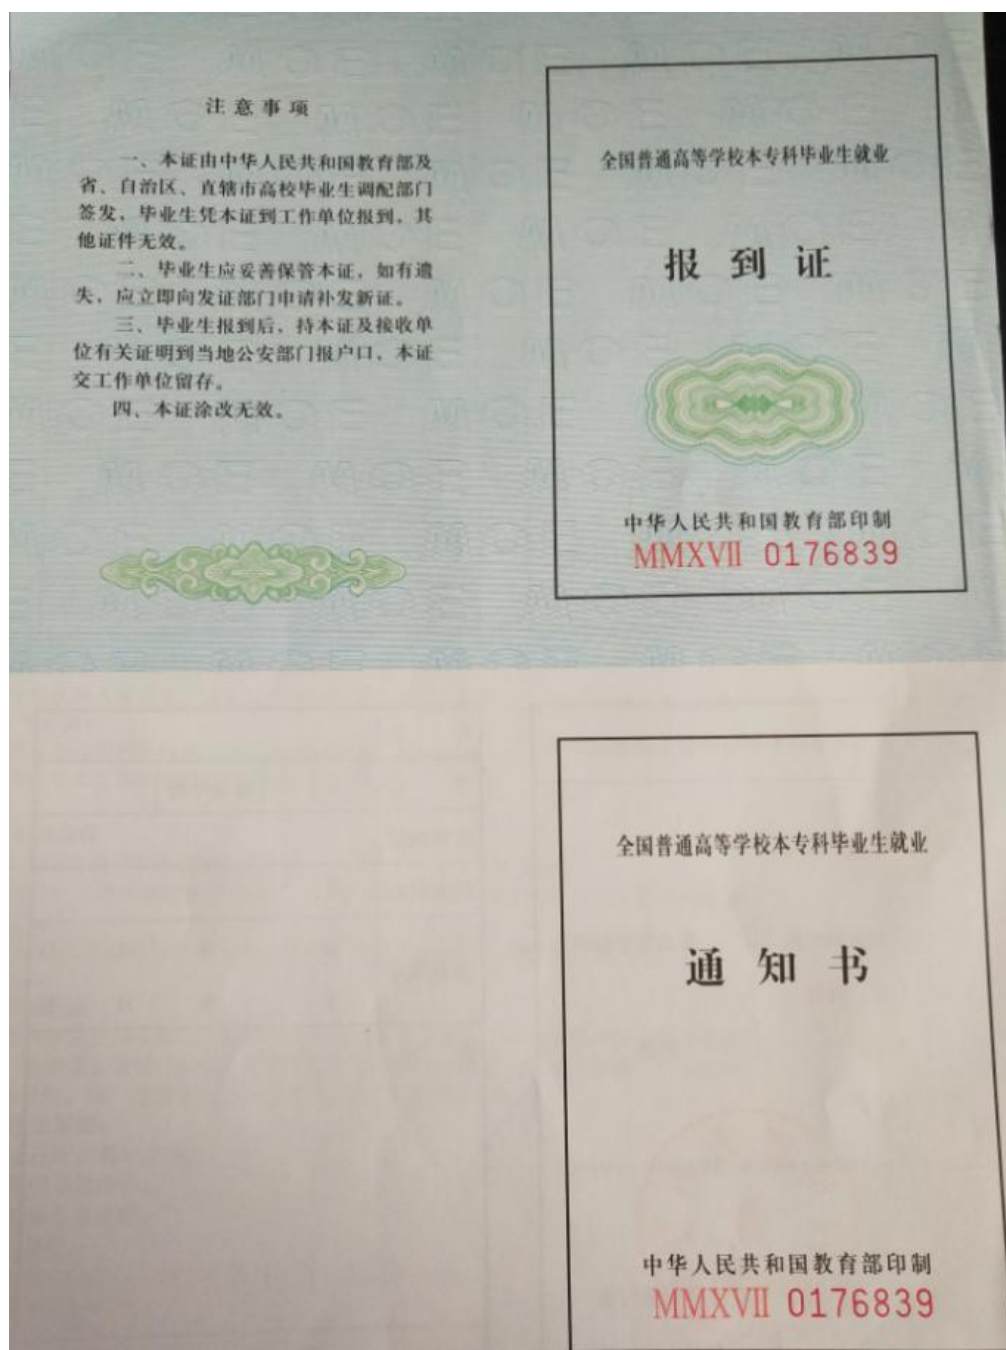 注意事项
一、本证由中华人民共和国教育部及
省、自治区、直辖市高校毕业生调配部门
签发，毕业生凭本证到工作单位报到，其
他证件无效。
二、毕业生应妥善保管本证，如有遗
失，应立即向发证部门申请补发新证。
三、毕业生报到后，持本证及接收单
位有关证明到当地公安部门报户口，本证
交工作单位留存。
四、本证涂改无效。
全国普通高等学校本专科毕业生就业
报到证
中华人民共和国教育部印制
MMXVII 0176839
全国普通高等学校本专科毕业生就业
通知书
中华人民共和国教育部印制
MMXVII 0176839